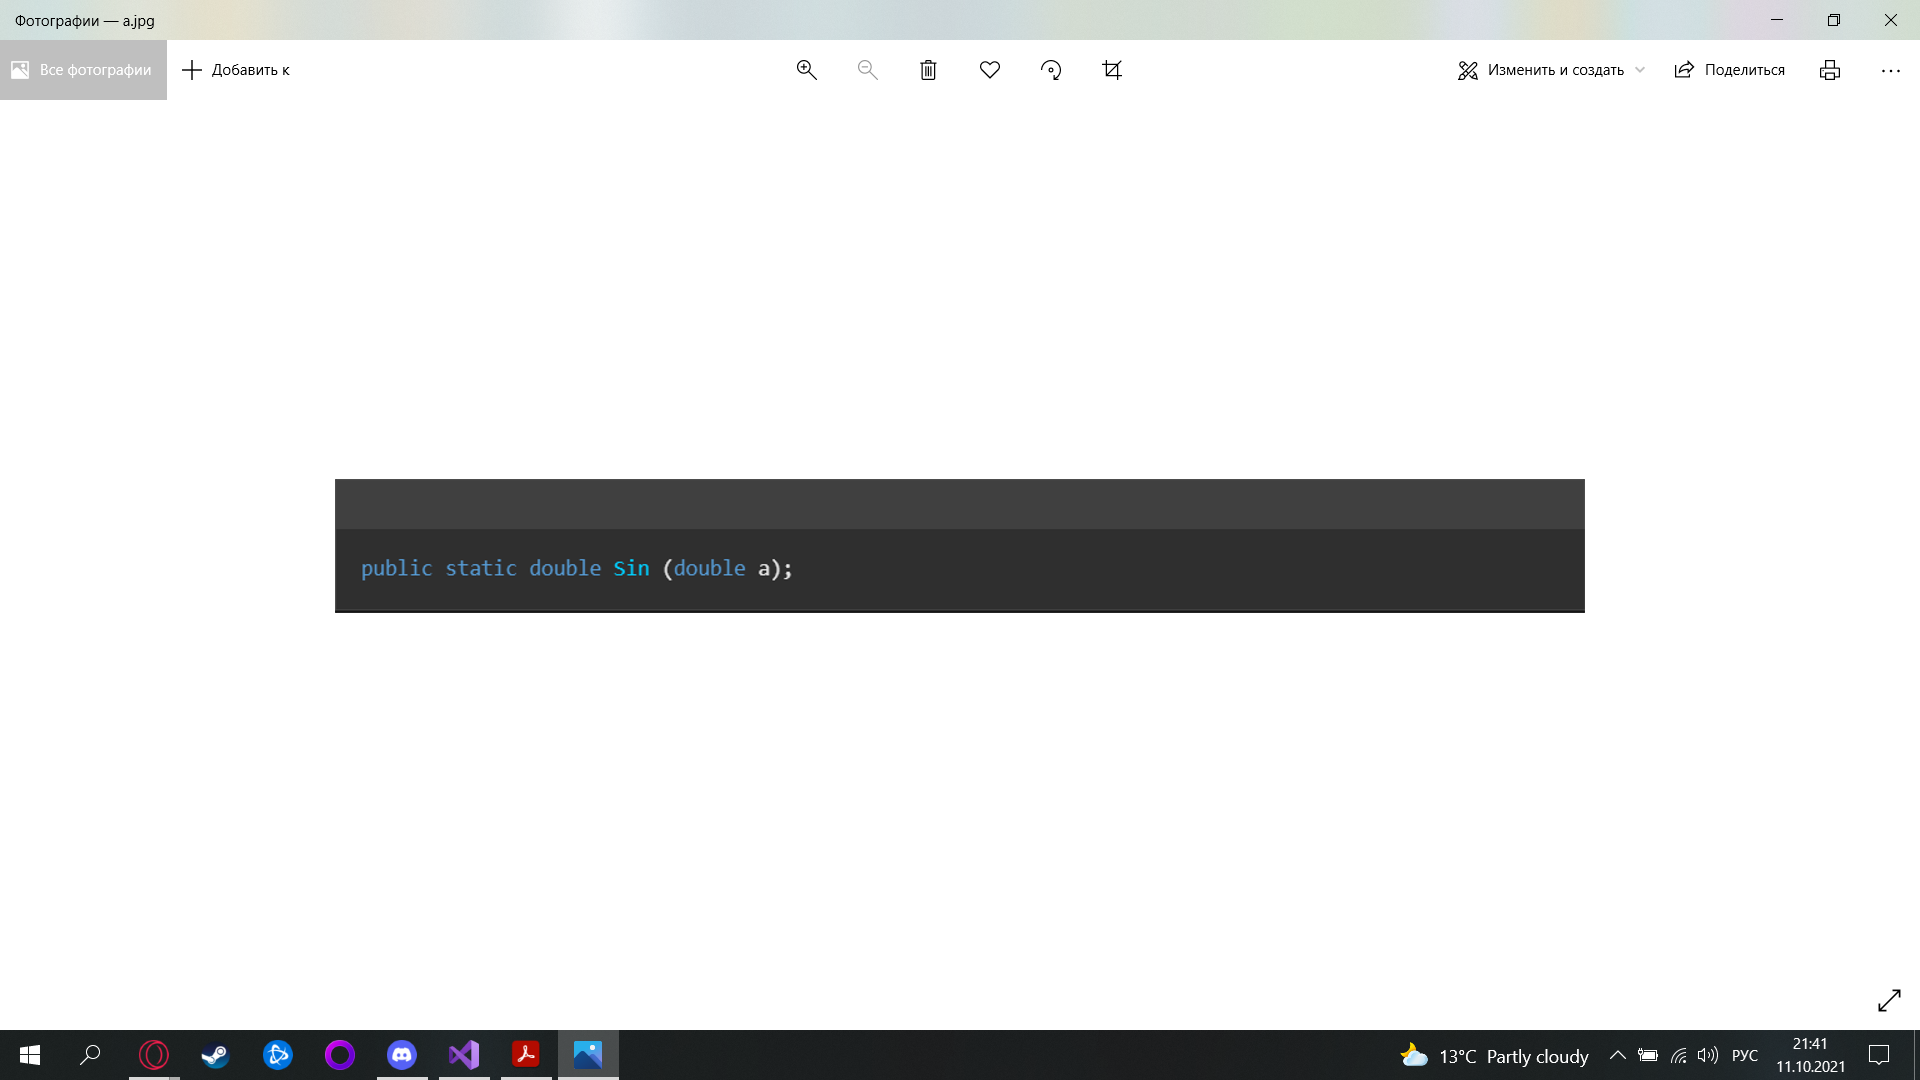 Фотографии — a.jpg
Все фотографии
Добавить к
Изменить и создать
Поделиться
public static double Sin (double a);
13°C Partly cloudy
РУС
21:41
11.10.2021